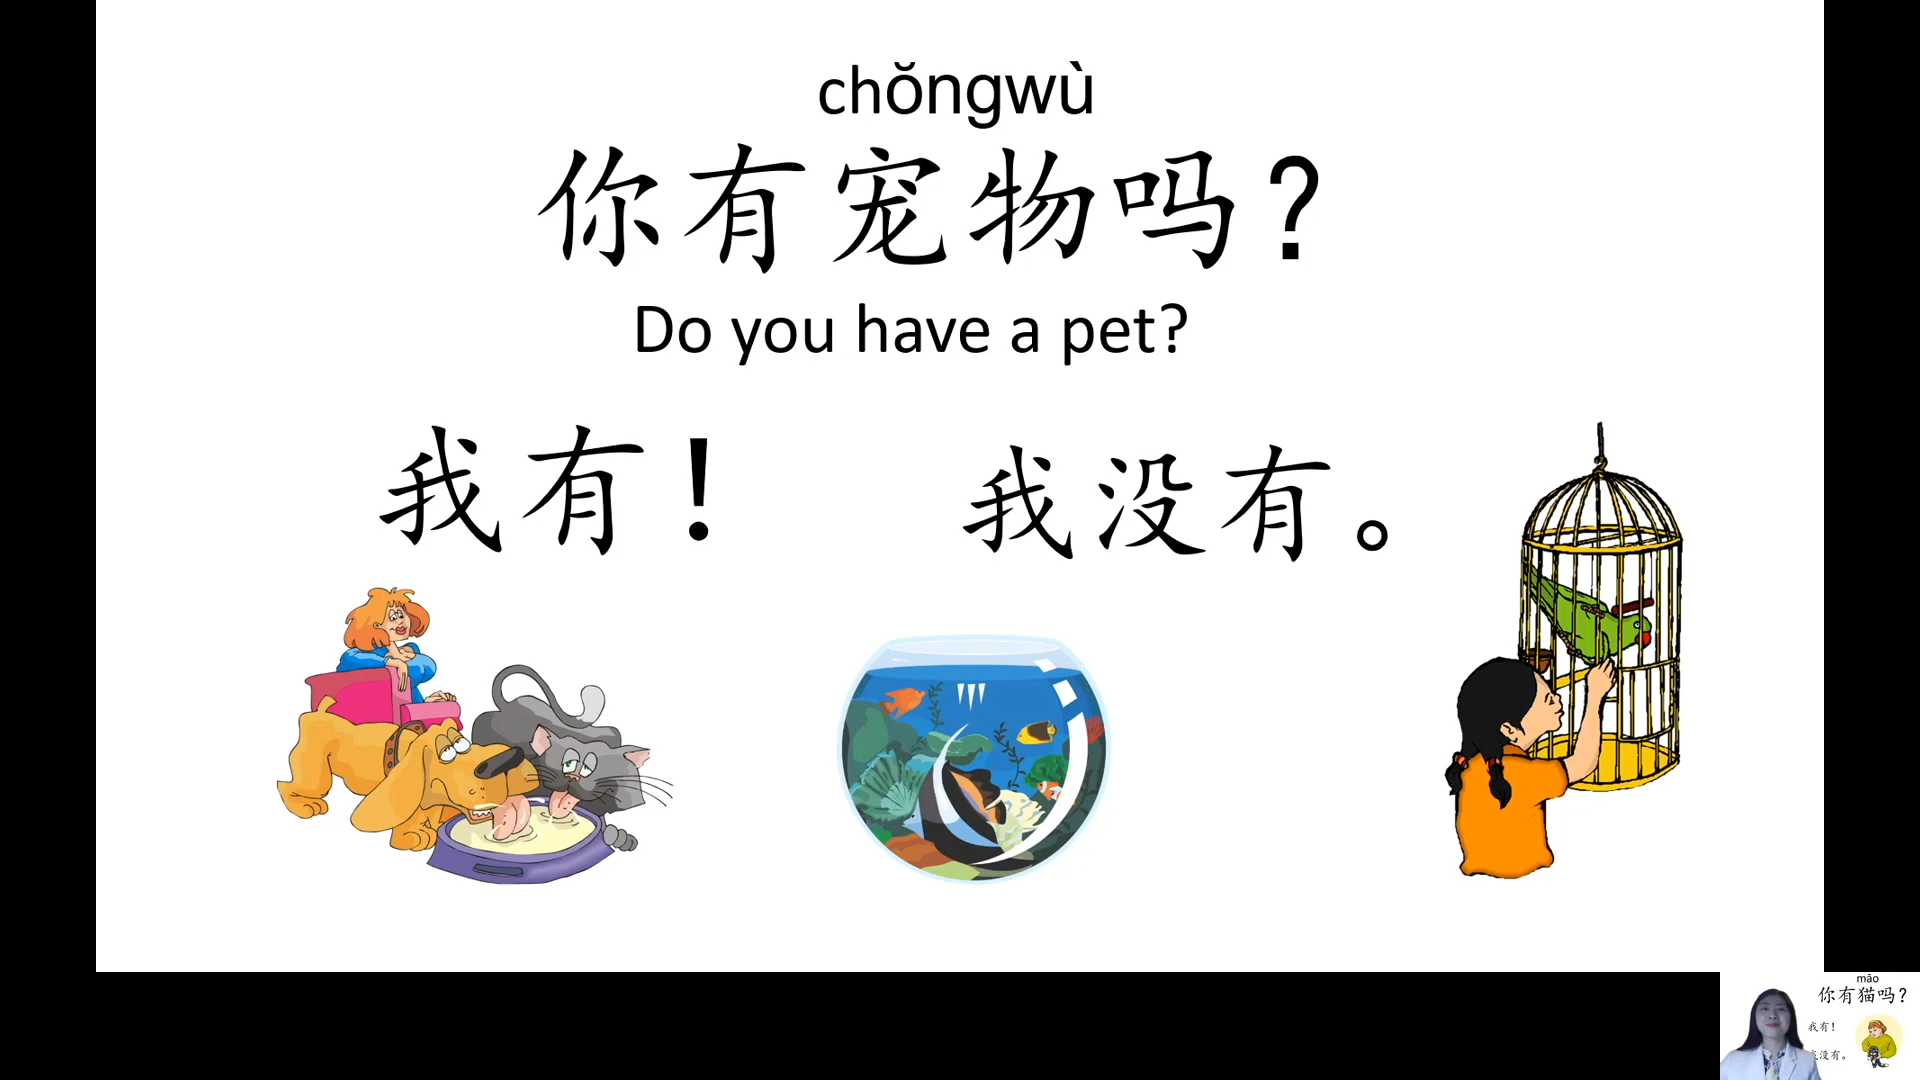 chǒngwù
你有宠物吗？
Do you have a pet?
我有！
我没有。
māo
你有猫吗？
我有！
我没有。